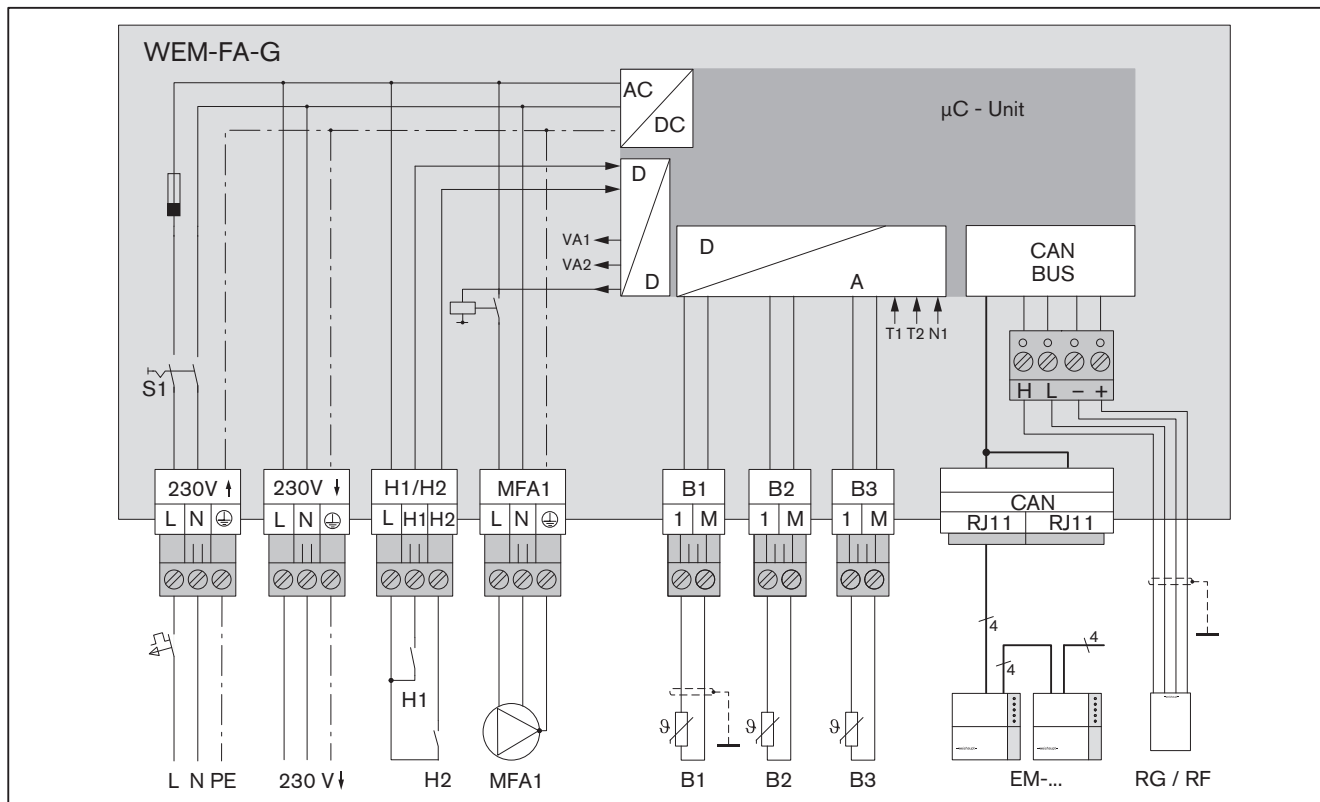 WEM-FA-G
AC
DC
µC - Unit
D
D
VA1
VA2
D
A
T1 T2 N1
CAN
BUS
S1
H L – +
230V ↑
L N
230V ↓
L N
H1/H2
L H1 H2
MFA1
L N
B1
1 M
B2
1 M
B3
1 M
CAN
RJ11 RJ11
4
4
4
H1
H2
ϑ
ϑ
ϑ
L N PE
230 V ↓
MFA1
B1
B2
B3
EM-...
RG / RF